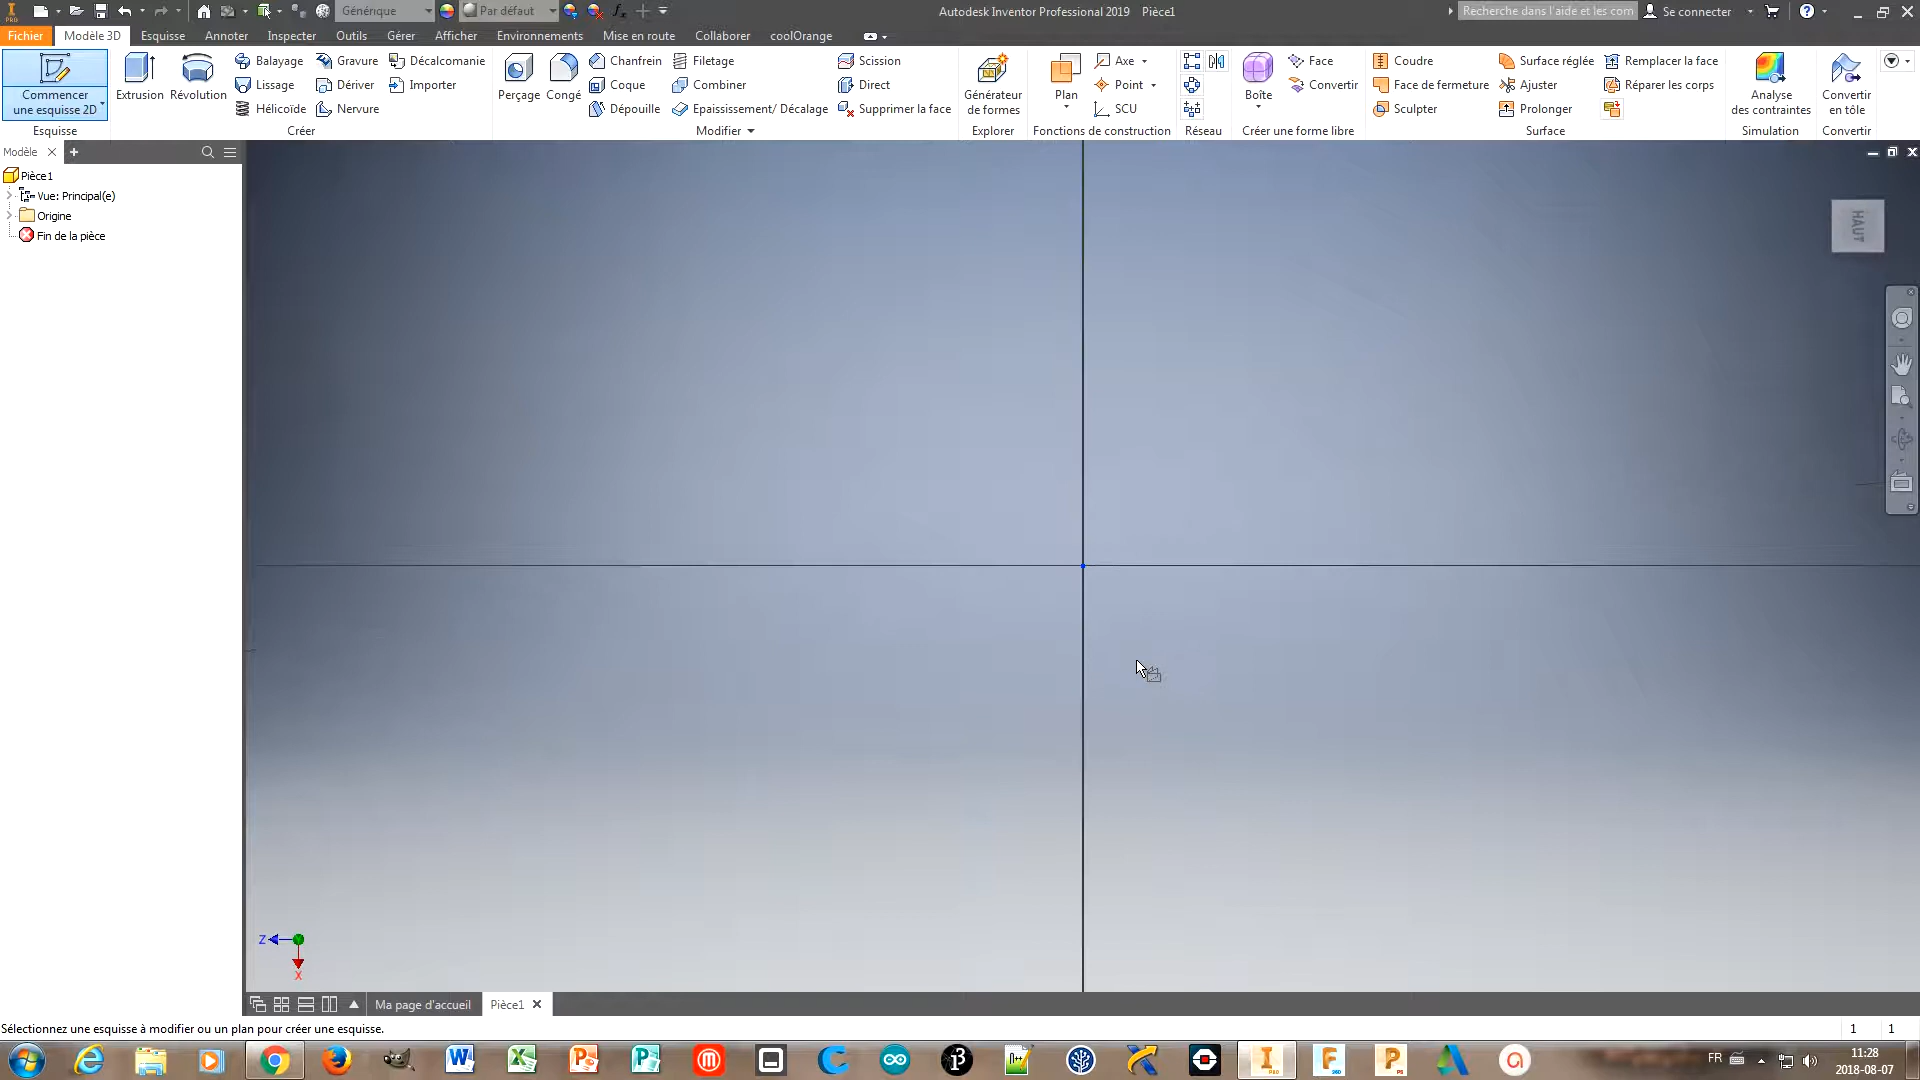 Générique
Par défaut
Autodesk Inventor Professional 2019 Pièce1
Recherche dans l'aide et les com
Se connecter
PRO
Fichier Modèle 3D Esquisse Annoter Inspecter Outils Gérer Afficher Environnements Mise en route Collaborer coolOrange
Commencer
une esquisse 2D
Esquisse
Extrusion
Révolution
Balayage
Lissage
Hélicoïde
Gravure
Dériver
Nervure
Décalcomanie
Importer
Créer
Perçage
Congé
Chanfrein
Coque
Dépouille
Filetage
Combiner
Epaississement/ Décalage
Scission
Direct
Supprimer la face
Modifier
Générateur
de formes
Explorer
Plan
Axe
Point
SCU
Fonctions de construction
Réseau
Boîte
Face
Convertir
Créer une forme libre
Coudre
Face de fermeture
Sculpter
Surface réglée
Ajuster
Prolonger
Remplacer la face
Réparer les corps
Surface
Analyse
des contraintes
Simulation
Convertir
en tôle
Convertir
Modèle
Pièce1
Vue: Principal(e)
Origine
Fin de la pièce
HAUT
Z
X
Ma page d'accueil
Pièce1
Sélectionnez une esquisse à modifier ou un plan pour créer une esquisse.
1 1
FR
11:28
2018-08-07